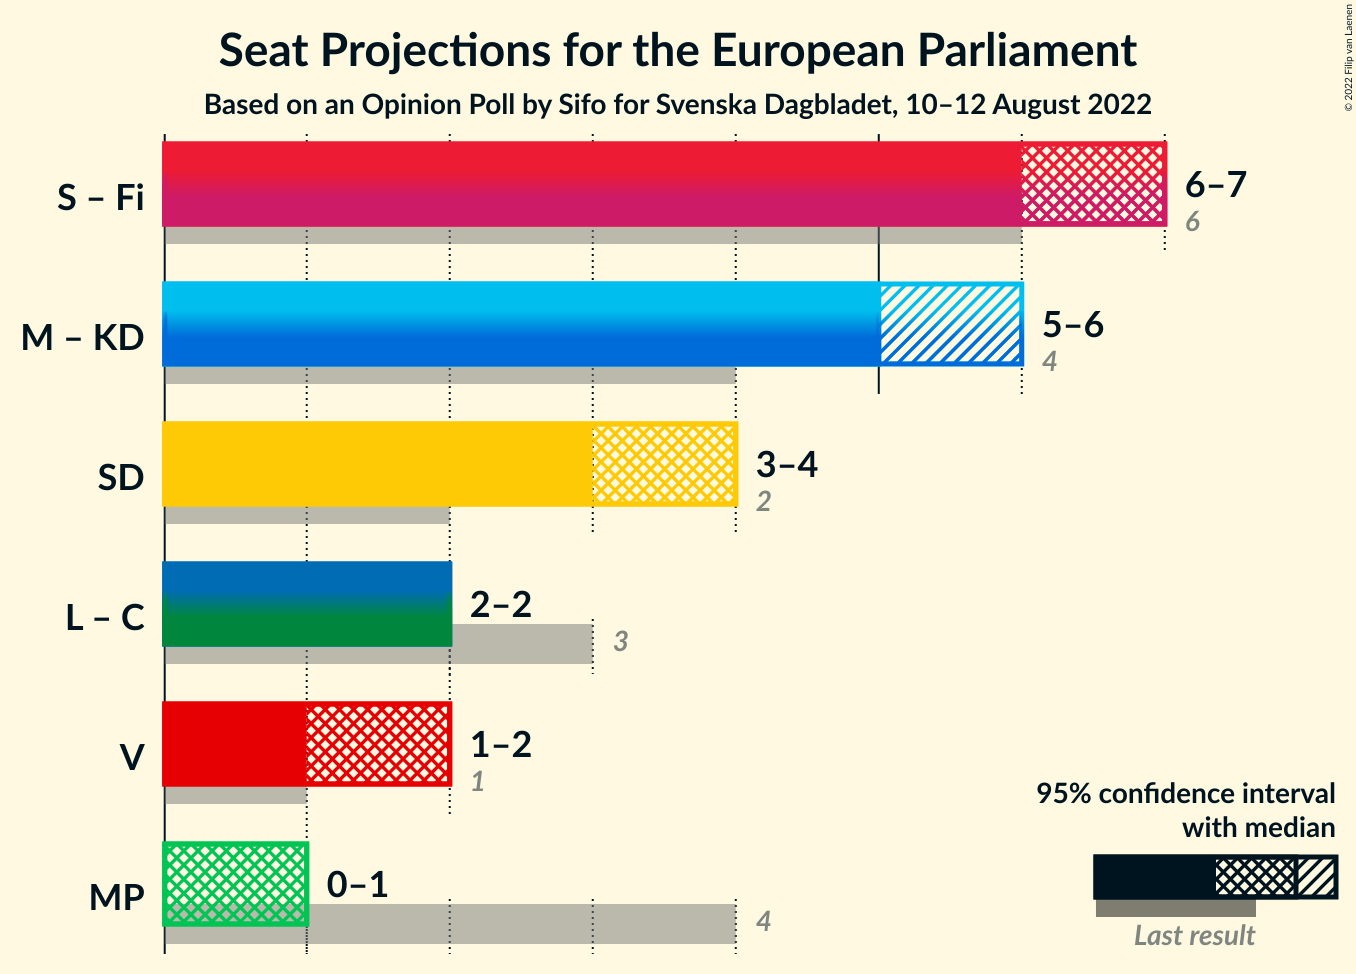 Seat Projections for the European Parliament
Based on an Opinion Poll by Sifo for Svenska Dagbladet, 10–12 August 2022
© 2022 Filip van Laenen
S – Fi
6–7
6
M – KD
5–6
4
SD
3–4
2
L – C
2–2
3
V
1–2
1
MP
0–1
4
95% confidence interval
with median
Last result